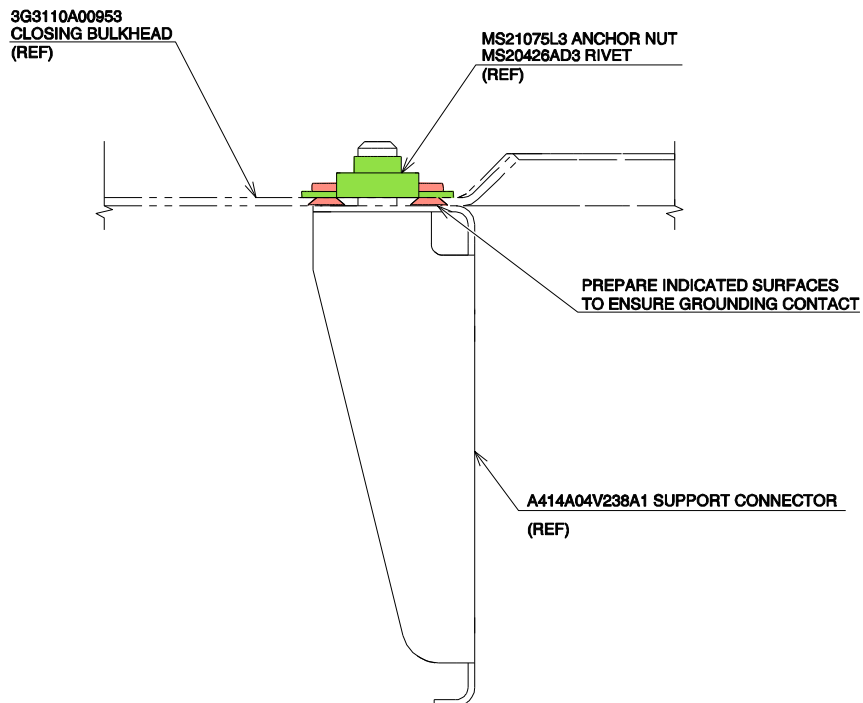 3G3110A00953
CLOSING BULKHEAD
(REF)
MS21075L3 ANCHOR NUT
MS20426AD3 RIVET
(REF)
PREPARE INDICATED SURFACES
TO ENSURE GROUNDING CONTACT
A414A04V238A1 SUPPORT CONNECTOR
(REF)